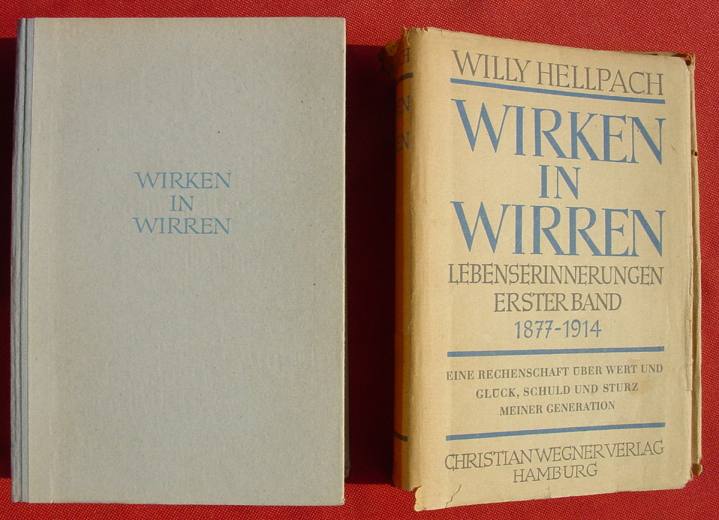 WIRKEN
IN
WIRREN
WILLY HELLPACH
WIRKEN
IN
WIRREN
LEBENSERINNERUNGEN
ERSTER BAND
1877-1914
EINE RECHENSCHAFT ÜBER WERT UND
GLÜCK, SCHULD UND STURZ
MEINER GENERATION
CHRISTIAN WEGNER VERLAG
HAMBURG